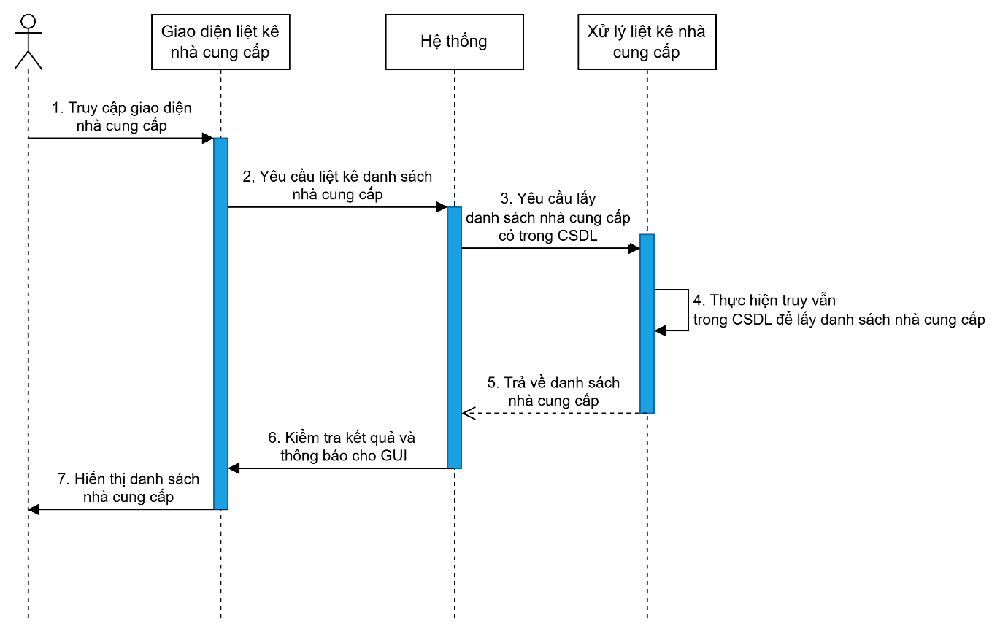 Giao diện liệt kê
nhà cung cấp
Hệ thống
Xử lý liệt kê nhà
cung cấp
1. Truy cập giao diện
nhà cung cấp
2, Yêu cầu liệt kê danh sách
nhà cung cấp
3. Yêu cầu lấy
danh sách nhà cung cấp
có trong CSDL
4. Thực hiện truy vẫn
trong CSDL để lấy danh sách nhà cung cấp
5. Trả về danh sách
nhà cung cấp
6. Kiểm tra kết quả và
thông báo cho GUI
7. Hiển thị danh sách
nhà cung cấp